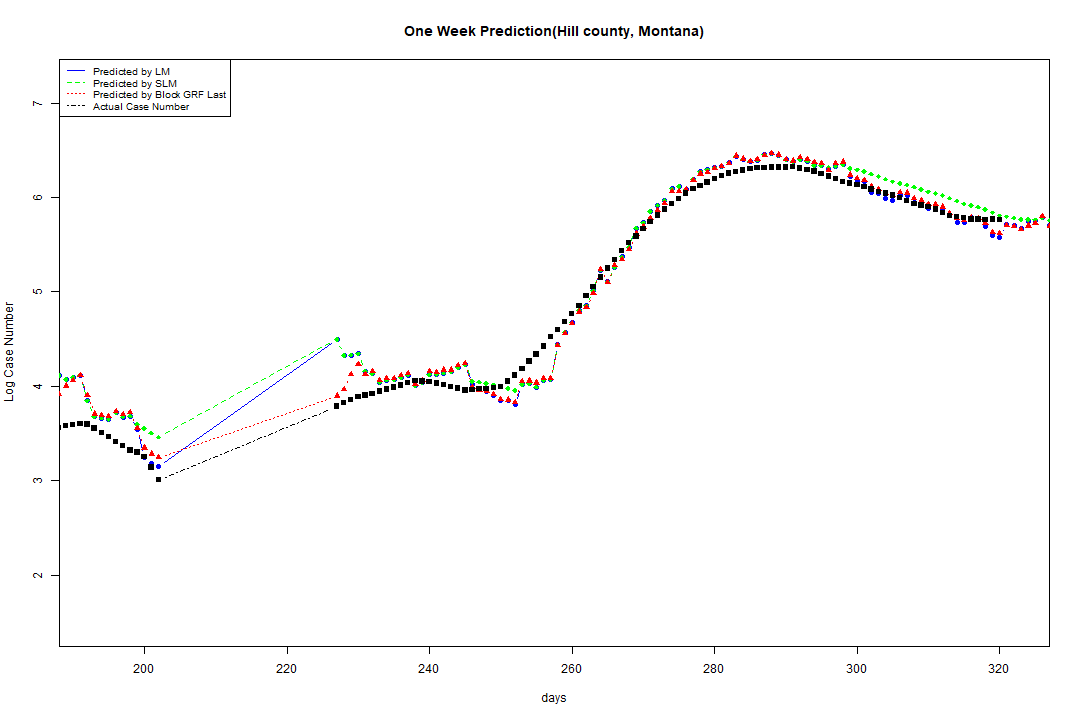 One Week Prediction(Hill county, Montana)
Predicted by LM
Predicted by SLM
Predicted by Block GRF Last
Actual Case Number
7
6
5
4
3
2
Log Case Number
200 220 240 260 280 300 320
days